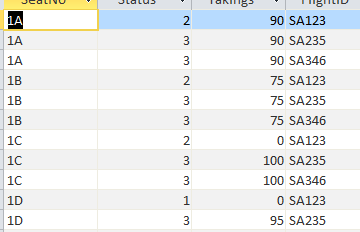 SeatNo Status Takings FlightID
1A 2 90 SA123
1A 3 90 SA235
1A 3 90 SA346
1B 2 75 SA123
1B 3 75 SA235
1B 3 75 SA346
1C 2 0 SA123
1C 3 100 SA235
1C 3 100 SA346
1D 1 0 SA123
1D 3 95 SA235